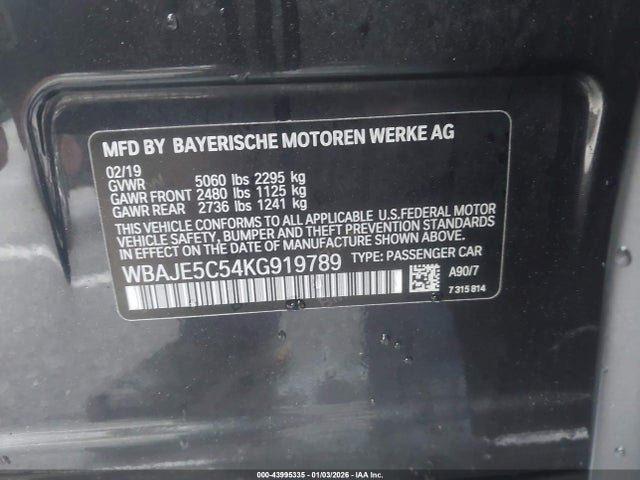 MFD BY BAYERISCHE MOTOREN WERKE AG
02/19
GVWR 5060 lbs 2295 kg
GAWR FRONT 2480 lbs 1125 kg
GAWR REAR 2736 lbs 1241 kg
THIS VEHICLE CONFORMS TO ALL APPLICABLE U.S.FEDERAL MOTOR
VEHICLE SAFETY, BUMPER AND THEFT PREVENTION STANDARDS
IN EFFECT ON THE DATE OF MANUFACTURE SHOWN ABOVE.
WBAJE5C54KG919789 TYPE: PASSENGER CAR
A90/7
7 315 814
000-43995335 - 01/03/2026 - IAA Inc.